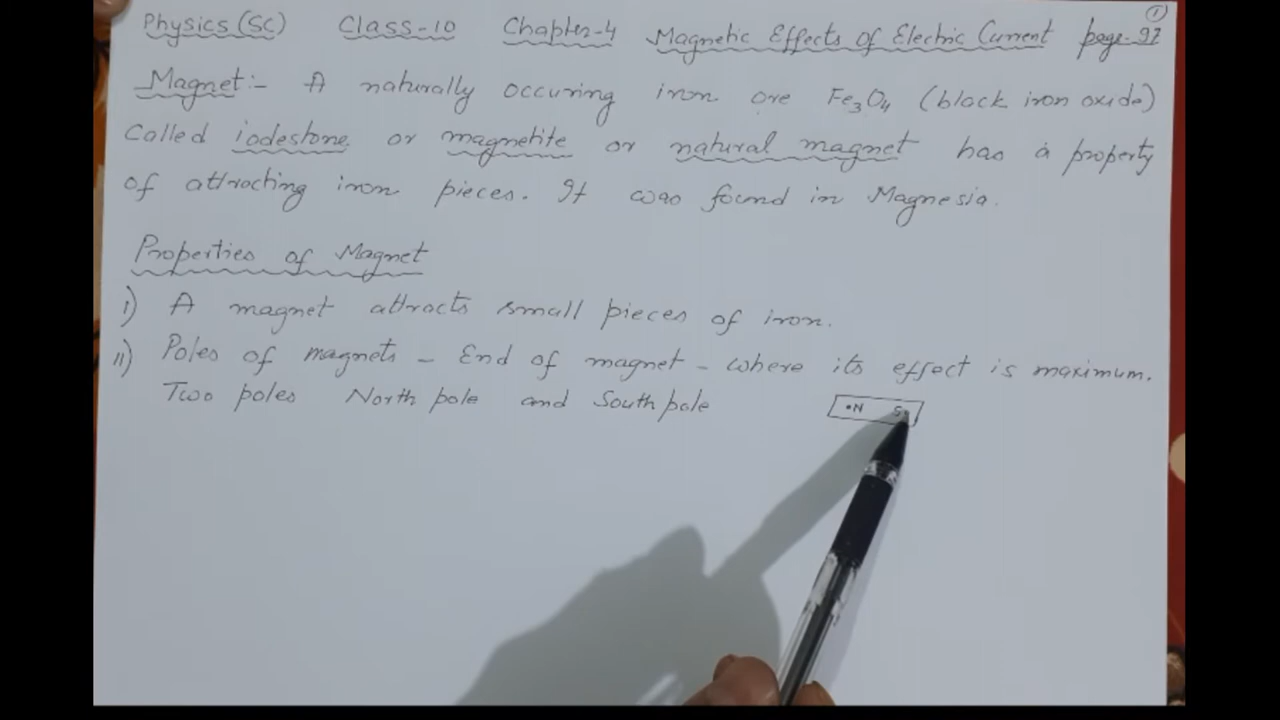 ①
Physics (SC) Class-10 Chapter-4 Magnetic Effects Of Electric Current page-92
Magnet:- A naturally occuring iron ore Fe₃O₄ (black iron oxide)
Called iodestone or magnetite or natural magnet has a property
of attracting iron pieces. It was found in Magnesia.
Properties of Magnet
i) A magnet attracts small pieces of iron.
ii) Poles of magnets - End of magnet - where its effect is maximum.
Two poles North pole and South pole
•N S